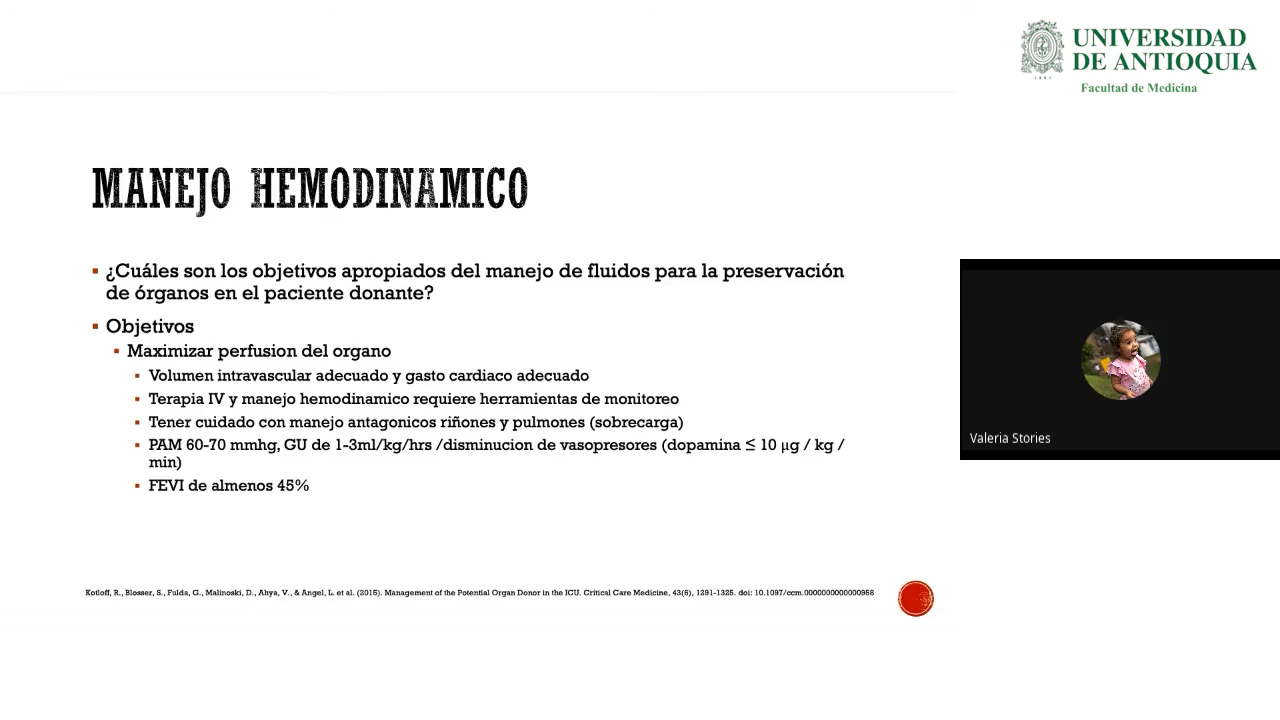 UNIVERSIDAD
DE ANTIOQUIA
1803
Facultad de Medicina
MANEJO HEMODINAMICO
¿Cuáles son los objetivos apropiados del manejo de fluidos para la preservación
de órganos en el paciente donante?
Objetivos
Maximizar perfusion del organo
Volumen intravascular adecuado y gasto cardiaco adecuado
Terapia IV y manejo hemodinamico requiere herramientas de monitoreo
Tener cuidado con manejo antagonicos riñones y pulmones (sobrecarga)
PAM 60-70 mmhg, GU de 1-3ml/kg/hrs /disminucion de vasopresores (dopamina ≤ 10 μg / kg /
min)
FEVI de almenos 45%
Valeria Stories
Kotloff, R., Blosser, S., Fulda, G., Malinoski, D., Ahya, V., & Angel, L. et al. (2015). Management of the Potential Organ Donor in the ICU. Critical Care Medicine, 43(6), 1291-1325. doi: 10.1097/ccm.0000000000000958